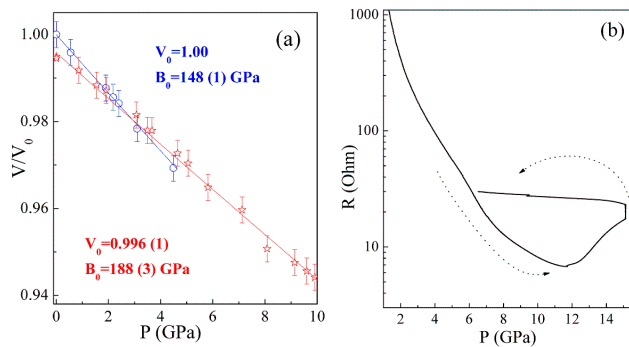 (a)
V₀=1.00
B₀=148 (1) GPa
V₀=0.996 (1)
B₀=188 (3) GPa
1.00
0.98
0.96
0.94
V/V₀
0 2 4 6 8 10
P (GPa)
(b)
1000
100
10
R (Ohm)
2 4 6 8 10 12 14
P (GPa)